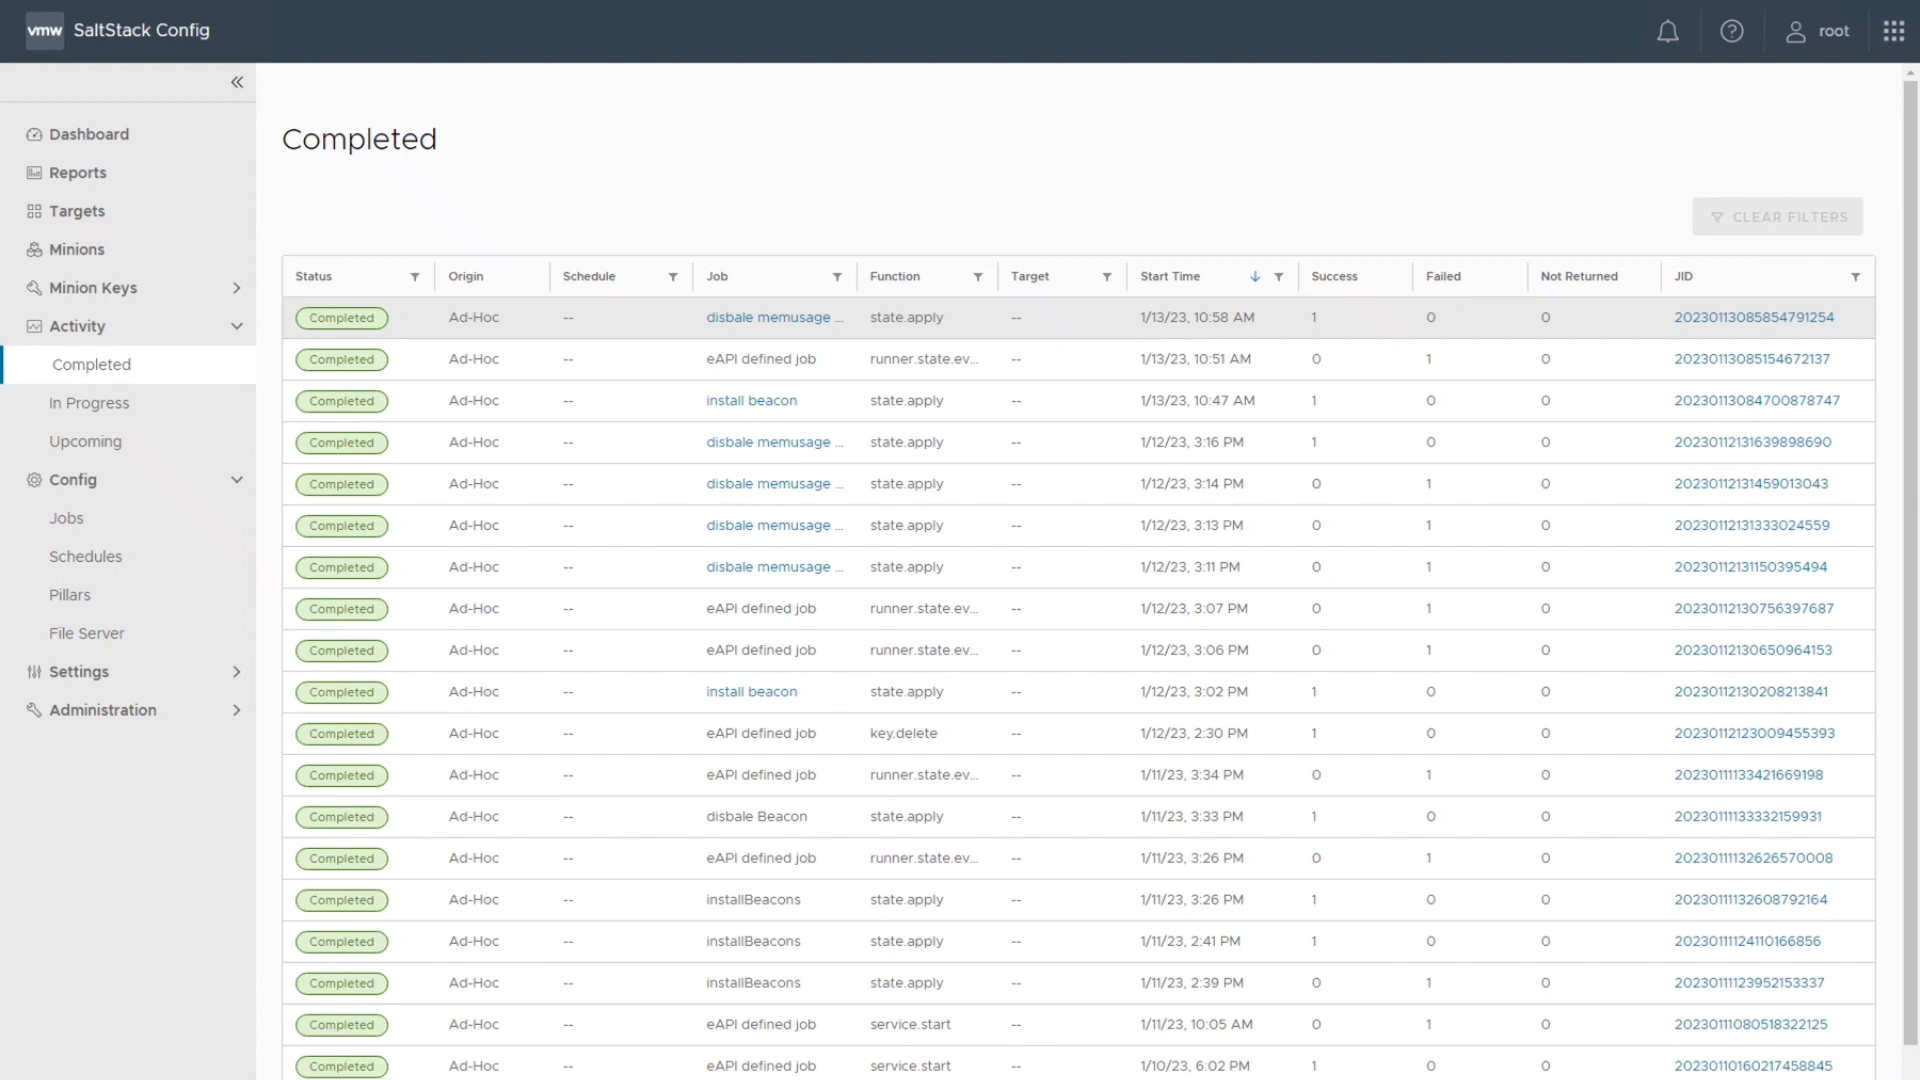 vmw SaltStack Config root
Dashboard
Reports
Targets
Minions
Minion Keys
Activity
Completed
In Progress
Upcoming
Config
Jobs
Schedules
Pillars
File Server
Settings
Administration
Completed
CLEAR FILTERS
Status Origin Schedule Job Function Target Start Time Success Failed Not Returned JID
Completed Ad-Hoc -- disbale memusage ... state.apply -- 1/13/23, 10:58 AM 1 0 0 20230113085854791254
Completed Ad-Hoc -- eAPI defined job runner.state.ev... -- 1/13/23, 10:51 AM 0 1 0 20230113085154672137
Completed Ad-Hoc -- install beacon state.apply -- 1/13/23, 10:47 AM 1 0 0 20230113084700878747
Completed Ad-Hoc -- disbale memusage ... state.apply -- 1/12/23, 3:16 PM 1 0 0 20230112131639898690
Completed Ad-Hoc -- disbale memusage ... state.apply -- 1/12/23, 3:14 PM 0 1 0 20230112131459013043
Completed Ad-Hoc -- disbale memusage ... state.apply -- 1/12/23, 3:13 PM 0 1 0 20230112131333024559
Completed Ad-Hoc -- disbale memusage ... state.apply -- 1/12/23, 3:11 PM 0 1 0 20230112131150395494
Completed Ad-Hoc -- eAPI defined job runner.state.ev... -- 1/12/23, 3:07 PM 0 1 0 20230112130756397687
Completed Ad-Hoc -- eAPI defined job runner.state.ev... -- 1/12/23, 3:06 PM 0 1 0 20230112130650964153
Completed Ad-Hoc -- install beacon state.apply -- 1/12/23, 3:02 PM 1 0 0 20230112130208213841
Completed Ad-Hoc -- eAPI defined job key.delete -- 1/12/23, 2:30 PM 1 0 0 20230112123009455393
Completed Ad-Hoc -- eAPI defined job runner.state.ev... -- 1/11/23, 3:34 PM 0 1 0 20230111133421669198
Completed Ad-Hoc -- disbale Beacon state.apply -- 1/11/23, 3:33 PM 1 0 0 20230111133332159931
Completed Ad-Hoc -- eAPI defined job runner.state.ev... -- 1/11/23, 3:26 PM 0 1 0 20230111132626570008
Completed Ad-Hoc -- installBeacons state.apply -- 1/11/23, 3:26 PM 1 0 0 20230111132608792164
Completed Ad-Hoc -- installBeacons state.apply -- 1/11/23, 2:41 PM 1 0 0 20230111124110166856
Completed Ad-Hoc -- installBeacons state.apply -- 1/11/23, 2:39 PM 0 1 0 20230111123952153337
Completed Ad-Hoc -- eAPI defined job service.start -- 1/11/23, 10:05 AM 0 1 0 20230111080518322125
Completed Ad-Hoc -- eAPI defined job service.start -- 1/10/23, 6:02 PM 1 0 0 20230110160217458845